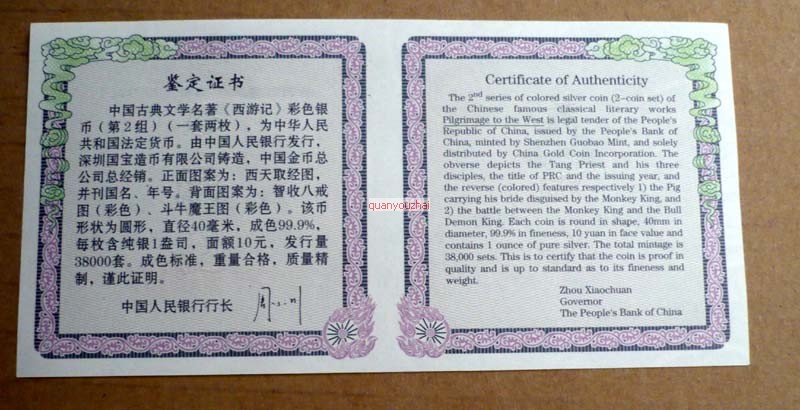 鉴定证书
中国古典文学名著《西游记》彩色银
币（第2组）（一套两枚），为中华人民
共和国法定货币。由中国人民银行发行，
深圳国宝造币有限公司铸造，中国金币总
公司总经销。正面图案为：西天取经图，
并刊国名、年号。背面图案为：智收八戒
图（彩色）、斗牛魔王图（彩色）。该币
形状为圆形，直径40毫米，成色99.9%，
每枚含纯银1盎司，面额10元，发行量
38000套。成色标准，重量合格，质量精
制，谨此证明。
中国人民银行行长
Certificate of Authenticity
The 2nd series of colored silver coin (2-coin set) of
the Chinese famous classical literary works
Pilgrimage to the West is legal tender of the People's
Republic of China, issued by the People's Bank of
China, minted by Shenzhen Guobao Mint, and solely
distributed by China Gold Coin Incorporation. The
obverse depicts the Tang Priest and his three
disciples, the title of PRC and the issuing year, and
the reverse (colored) features respectively 1) the Pig
carrying his bride disguised by the Monkey King, and
2) the battle between the Monkey King and the Bull
Demon King. Each coin is round in shape, 40mm in
diameter, 99.9% in fineness, 10 yuan in face value and
contains 1 ounce of pure silver. The total mintage is
38,000 sets. This is to certify that the coin is proof in
quality and is up to standard as to its fineness and
weight.
Zhou Xiaochuan
Governor
The People's Bank of China
quanyouzhai